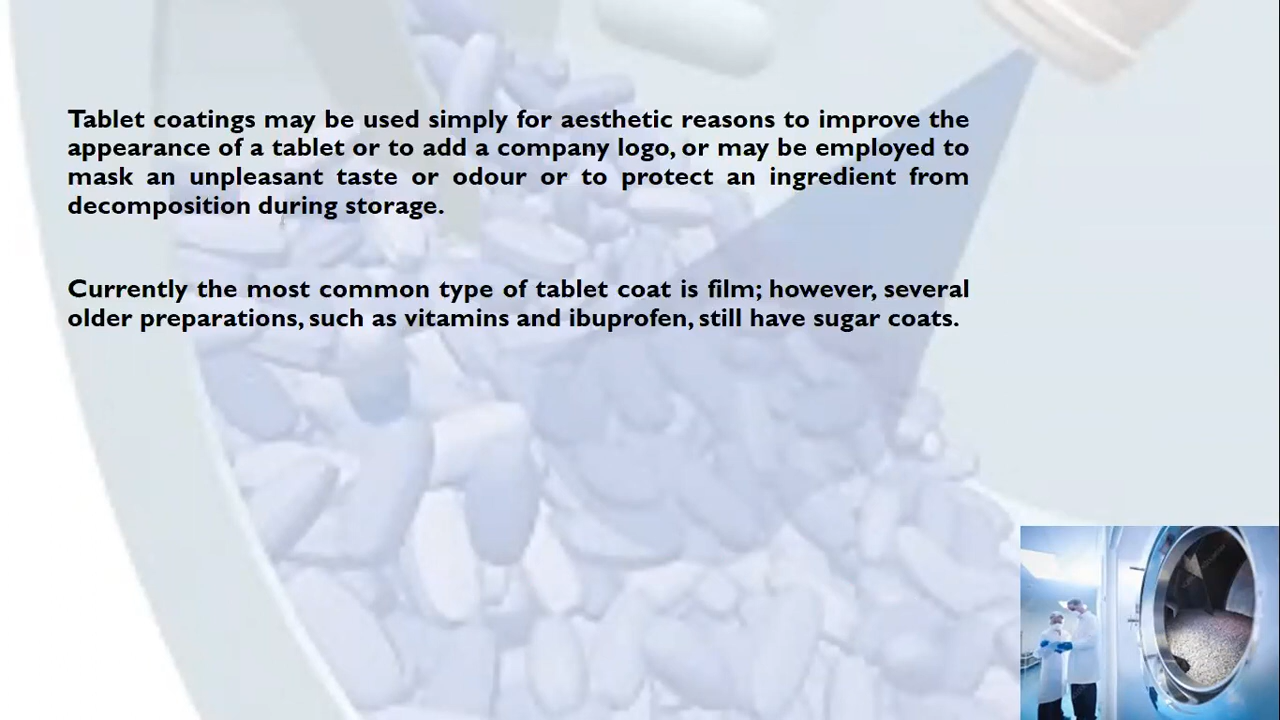 Tablet coatings may be used simply for aesthetic reasons to improve the
appearance of a tablet or to add a company logo, or may be employed to
mask an unpleasant taste or odour or to protect an ingredient from
decomposition during storage.
Currently the most common type of tablet coat is film; however, several
older preparations, such as vitamins and ibuprofen, still have sugar coats.